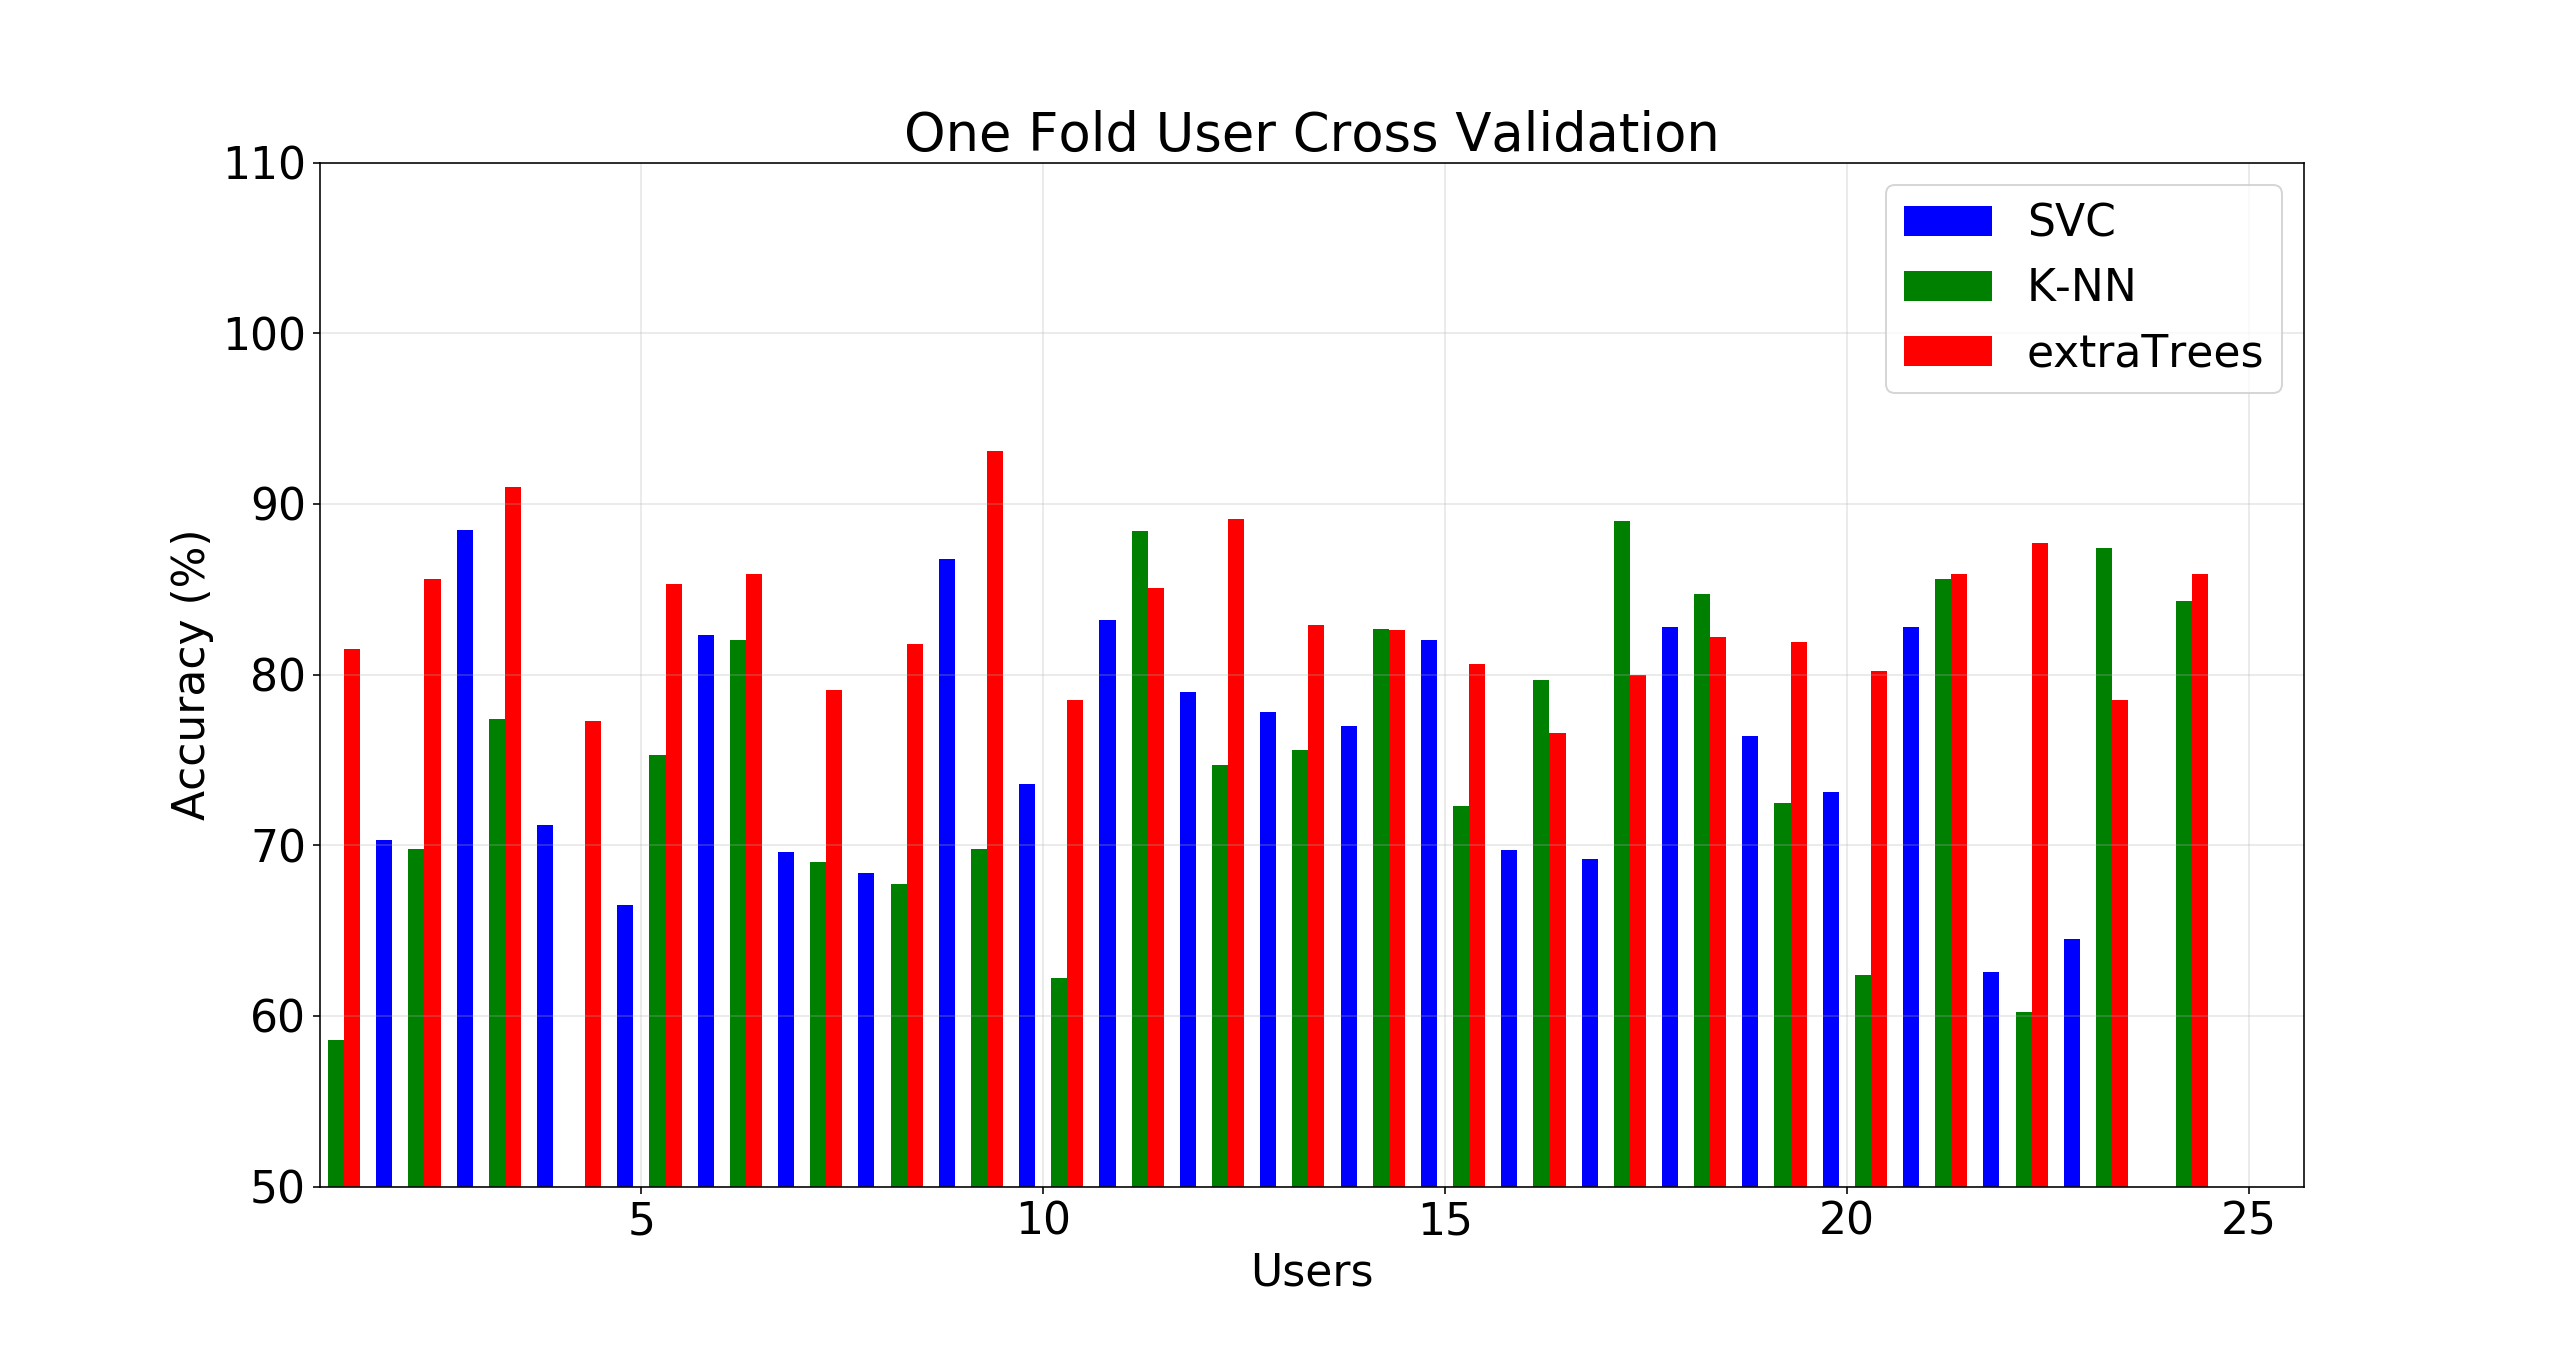 One Fold User Cross Validation
110
100
90
80
70
60
50
Accuracy (%)
SVC
K-NN
extraTrees
5 10 15 20 25
Users